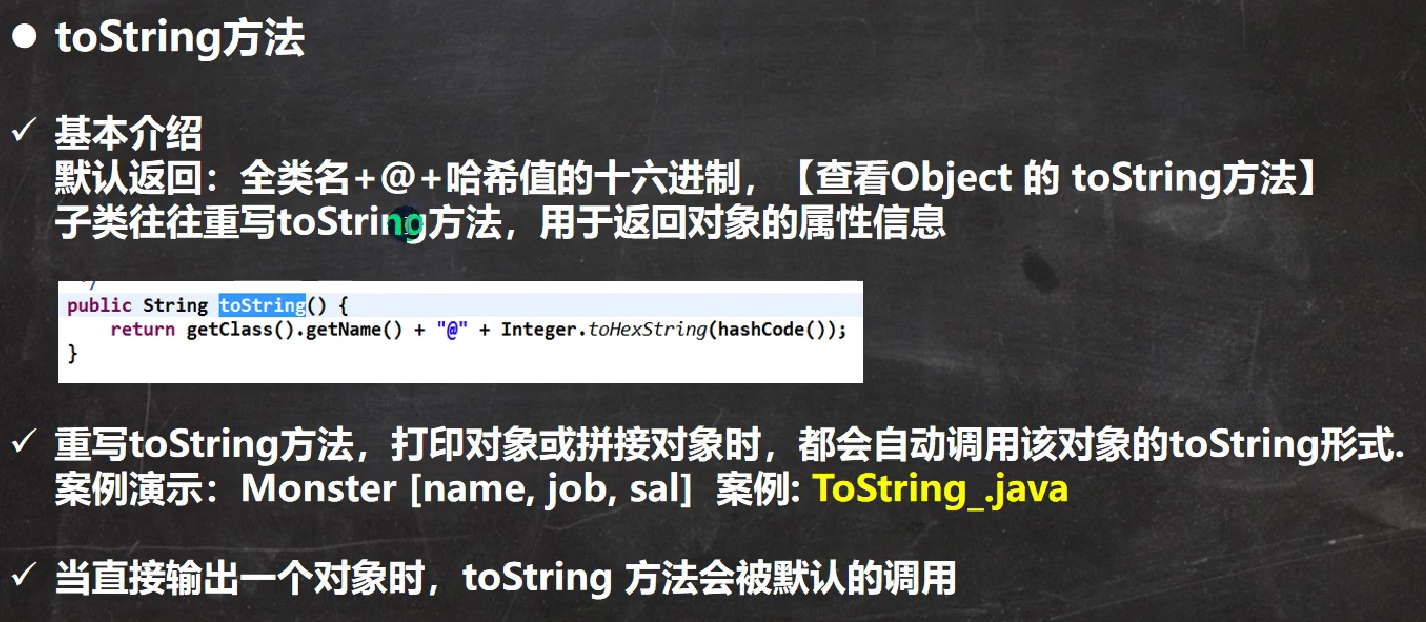 toString方法
基本介绍
默认返回：全类名+@+哈希值的十六进制，【查看Object 的 toString方法】
子类往往重写toString方法，用于返回对象的属性信息
public String toString() {
return getClass().getName() + "@" + Integer.toHexString(hashCode());
}
重写toString方法，打印对象或拼接对象时，都会自动调用该对象的toString形式.
案例演示：Monster [name, job, sal] 案例: ToString_.java
当直接输出一个对象时，toString 方法会被默认的调用